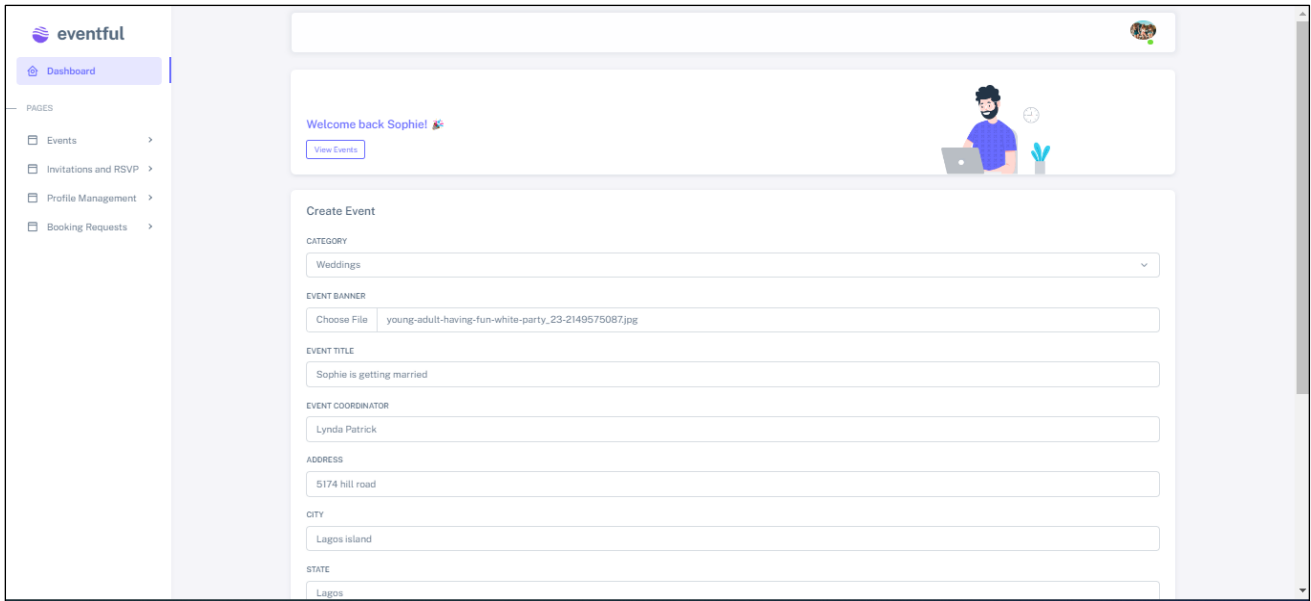 eventful
Dashboard
PAGES
Events
Invitations and RSVP
Profile Management
Booking Requests
Welcome back Sophie! 🎉
View Events
Create Event
CATEGORY
Weddings
EVENT BANNER
Choose File young-adult-having-fun-white-party_23-2149575087.jpg
EVENT TITLE
Sophie is getting married
EVENT COORDINATOR
Lynda Patrick
ADDRESS
5174 hill road
CITY
Lagos island
STATE
Lagos